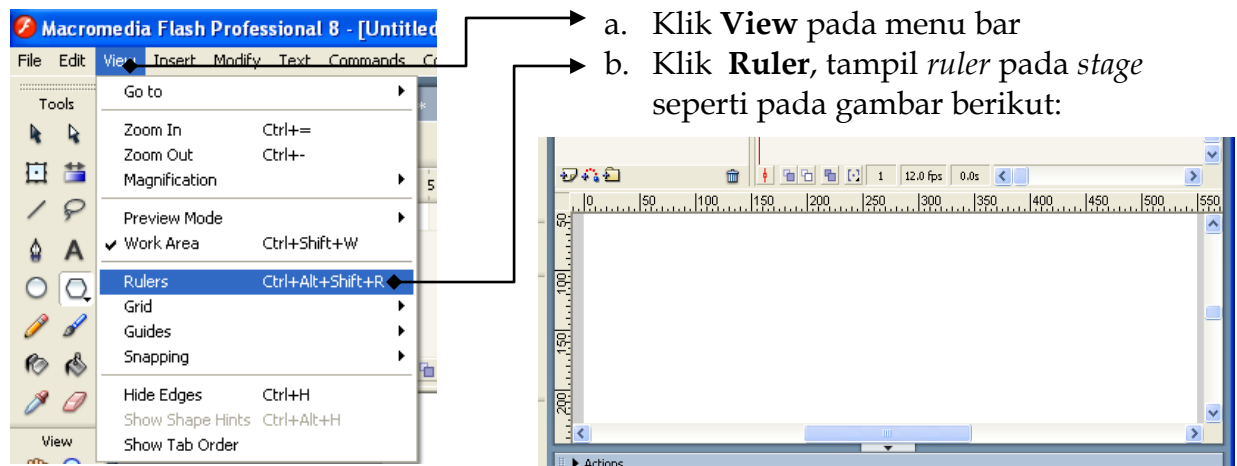 Macromedia Flash Professional 8 - [Untitled
File Edit View Insert Modify Text Commands Co
Tools
Go to
Zoom In Ctrl+=
Zoom Out Ctrl+-
Magnification
Preview Mode
Work Area Ctrl+Shift+W
Rulers Ctrl+Alt+Shift+R
Grid
Guides
Snapping
Hide Edges Ctrl+H
Show Shape Hints Ctrl+Alt+H
Show Tab Order
View
5
a. Klik View pada menu bar
b. Klik Ruler, tampil ruler pada stage
seperti pada gambar berikut:
1 12.0 fps 0.0s
0 50 100 150 200 250 300 350 400 450 500 550
50
100
150
200
Actions